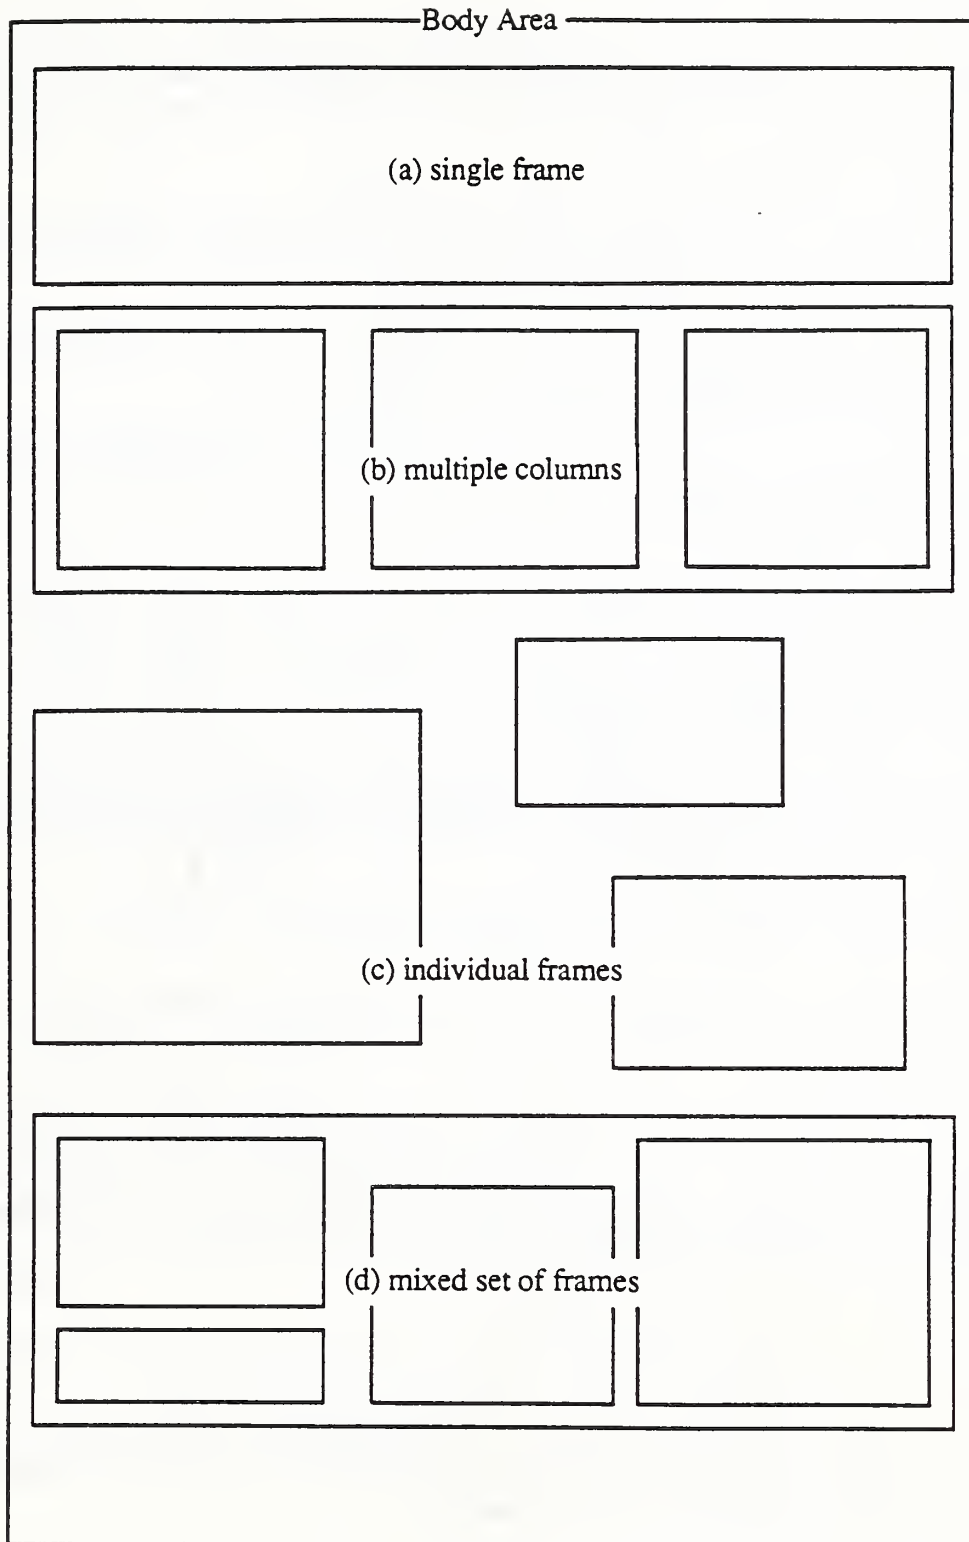 Body Area
(a) single frame
(b) multiple columns
(c) individual frames
(d) mixed set of frames